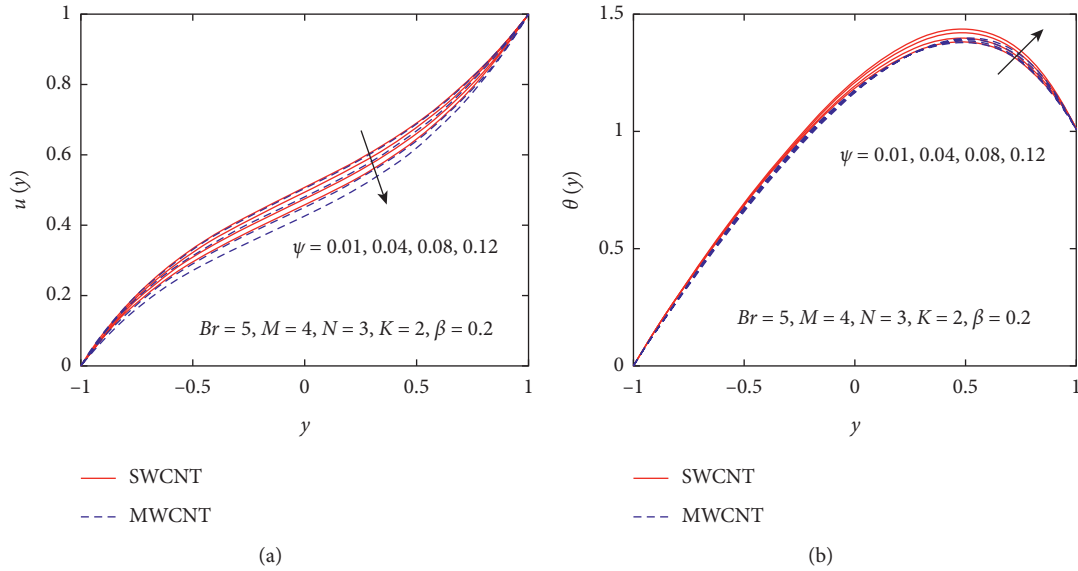 1
0.8
0.6
0.4
0.2
0
u (y)
ψ = 0.01, 0.04, 0.08, 0.12
Br = 5, M = 4, N = 3, K = 2, β = 0.2
−1
−0.5
0
0.5
1
y
SWCNT
MWCNT
(a)
1.5
1
0.5
0
θ (y)
ψ = 0.01, 0.04, 0.08, 0.12
Br = 5, M = 4, N = 3, K = 2, β = 0.2
−1
−0.5
0
0.5
1
y
SWCNT
MWCNT
(b)